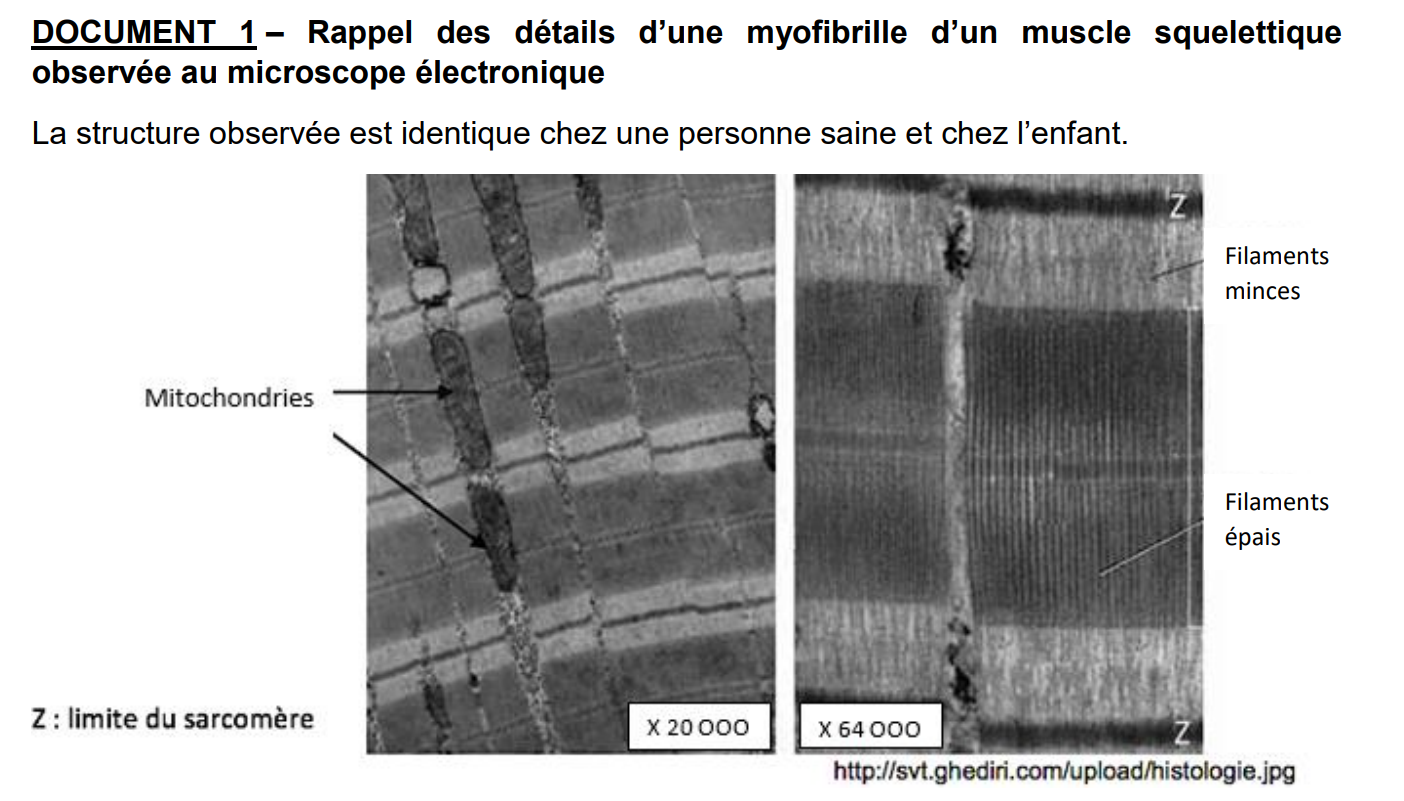 DOCUMENT 1 – Rappel des détails d’une myofibrille d’un muscle squelettique
observée au microscope électronique
La structure observée est identique chez une personne saine et chez l’enfant.
Z
Filaments
minces
Mitochondries
Filaments
épais
Z : limite du sarcomère
X 20 OOO
X 64 OOO
Z
http://svt.ghediri.com/upload/histologie.jpg